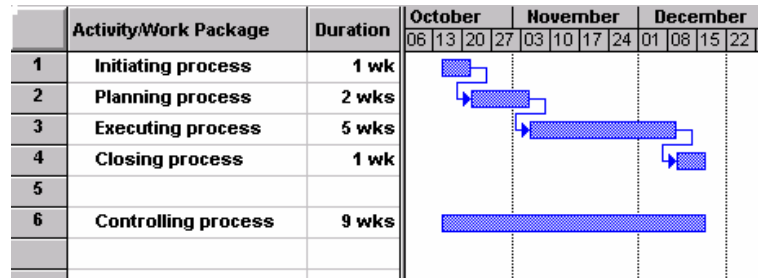 Activity/Work Package Duration October November December
06 13 20 27 03 10 17 24 01 08 15 22
1 Initiating process 1 wk
2 Planning process 2 wks
3 Executing process 5 wks
4 Closing process 1 wk
5
6 Controlling process 9 wks